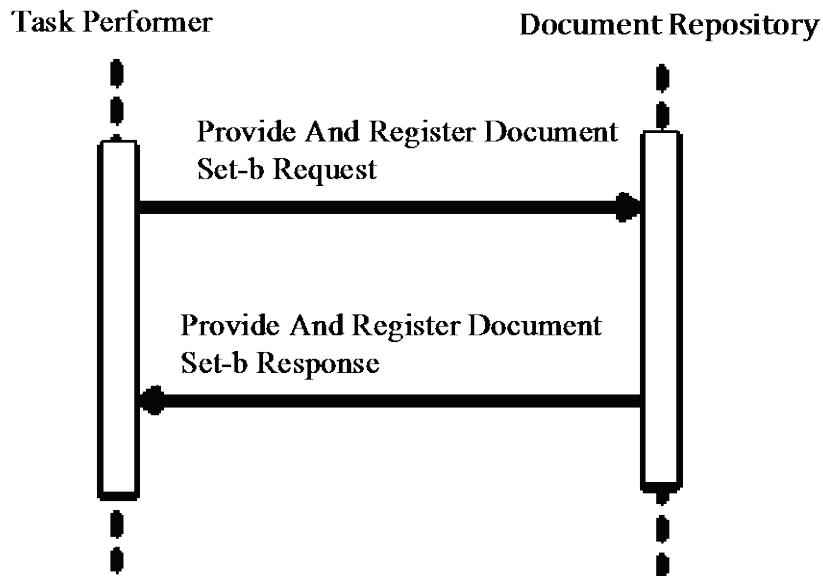 Task Performer
Document Repository
Provide And Register Document
Set-b Request
Provide And Register Document
Set-b Response